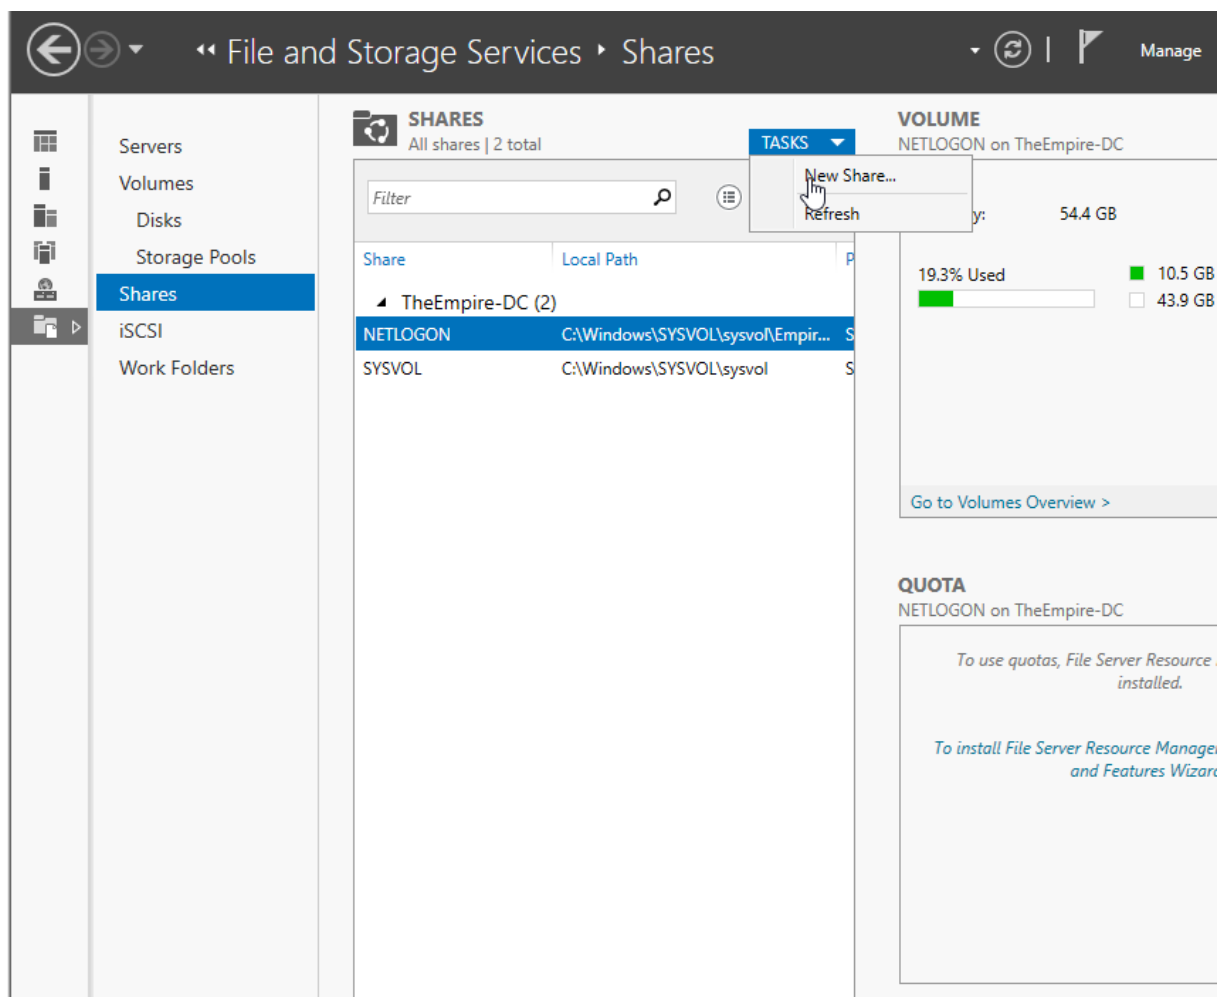 File and Storage Services
Shares
Manage
Servers
Volumes
Disks
Storage Pools
Shares
iSCSI
Work Folders
SHARES
All shares | 2 total
TASKS
New Share...
Refresh
Filter
Share Local Path P
TheEmpire-DC (2)
NETLOGON C:\Windows\SYSVOL\sysvol\Empir... S
SYSVOL C:\Windows\SYSVOL\sysvol S
VOLUME
NETLOGON on TheEmpire-DC
y: 54.4 GB
19.3% Used
10.5 GB
43.9 GB
Go to Volumes Overview >
QUOTA
NETLOGON on TheEmpire-DC
To use quotas, File Server Resource
installed.
To install File Server Resource Manage
and Features Wizar